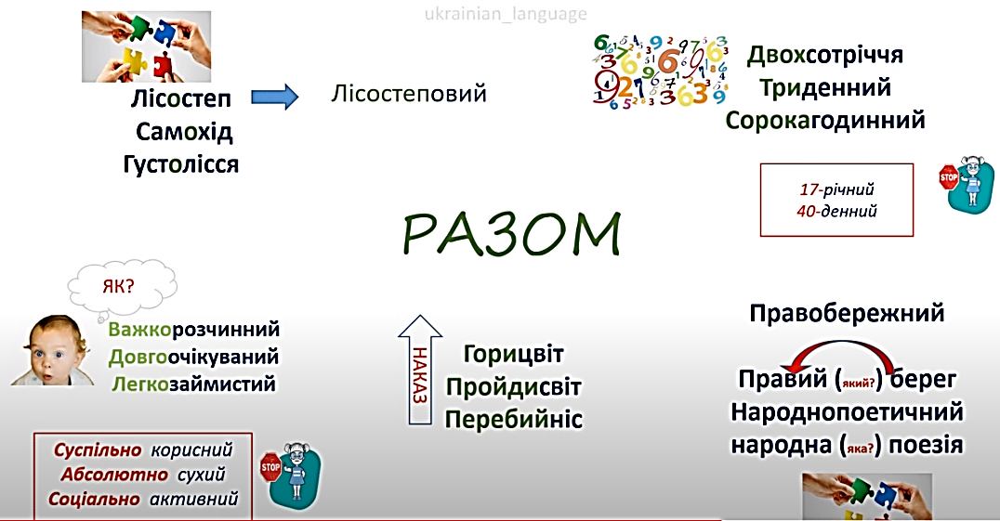 ukrainian_language
Лісостеп
Самохід
Густолісся
Лісостеповий
Двохсотріччя
Триденний
Сорокагодинний
STOP
17-річний
40-денний
РАЗОМ
ЯК?
Важкорозчинний
Довгоочікуваний
Легкозаймистий
Суспільно корисний
Абсолютно сухий
Соціально активний
STOP
НАКАЗ
Горицвіт
Пройдисвіт
Перебийніс
Правобережний
Правий (який?) берег
Народнопоетичний
народна (яка?) поезія